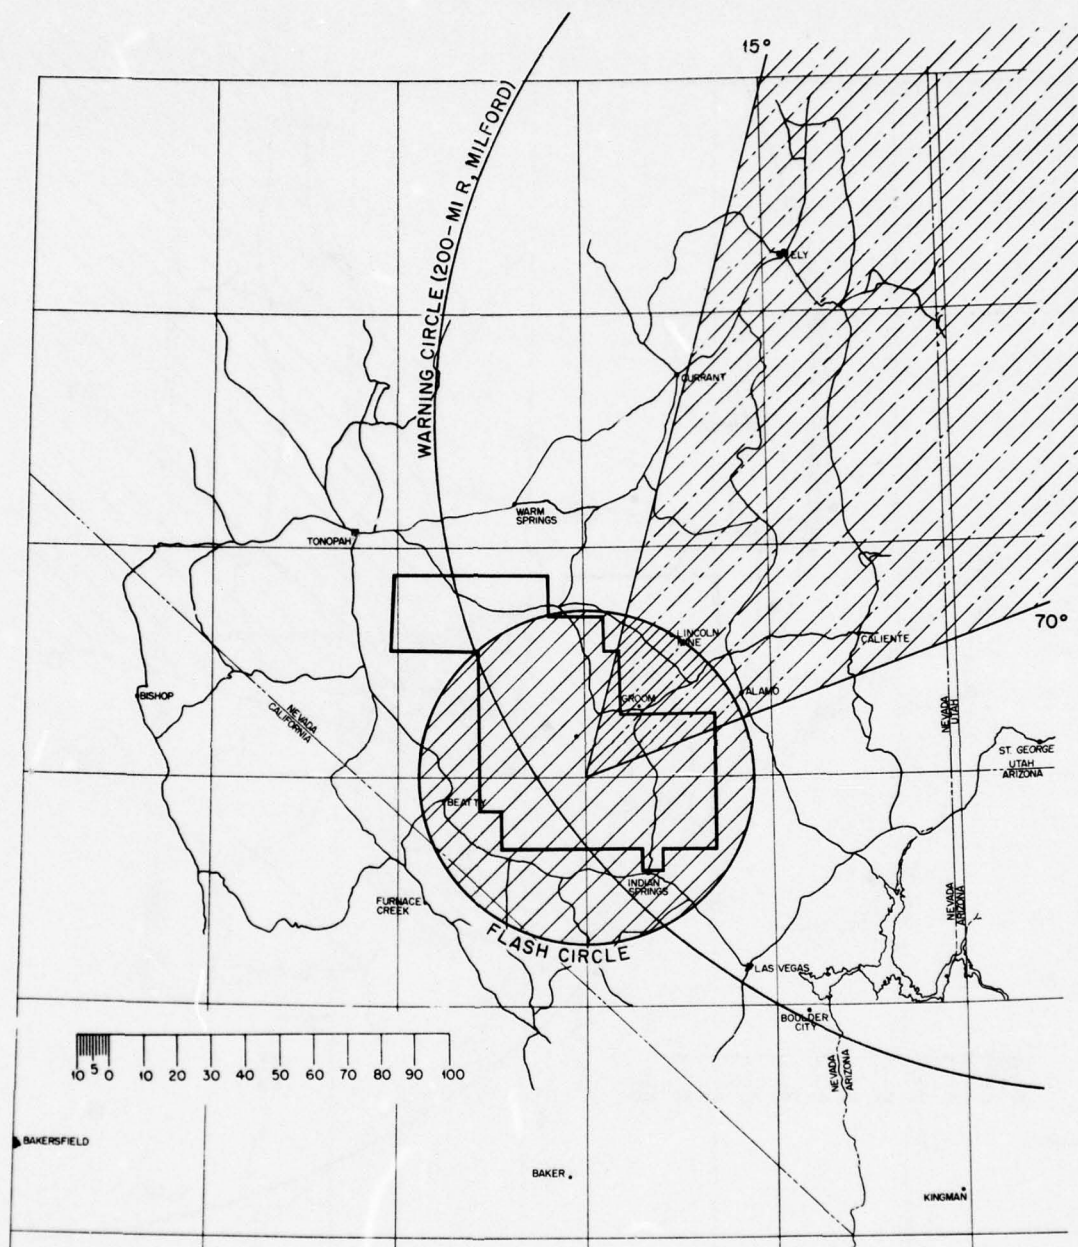 15°
WARNING CIRCLE (200-MI R, MILFORD)
ELY
CURRANT
WARM
SPRINGS
TONOPAH
LINCOLN
MINE
CALIENTE
70°
BISHOP
GROOM
ALAMO
NEVADA
CALIFORNIA
NEVADA
UTAH
ST. GEORGE
UTAH
ARIZONA
BEATTY
INDIAN
SPRINGS
FURNACE
CREEK
NEVADA
ARIZONA
FLASH CIRCLE
LAS VEGAS
BOULDER
CITY
NEVADA
ARIZONA
10 5 0 10 20 30 40 50 60 70 80 90 100
BAKERSFIELD
BAKER
KINGMAN